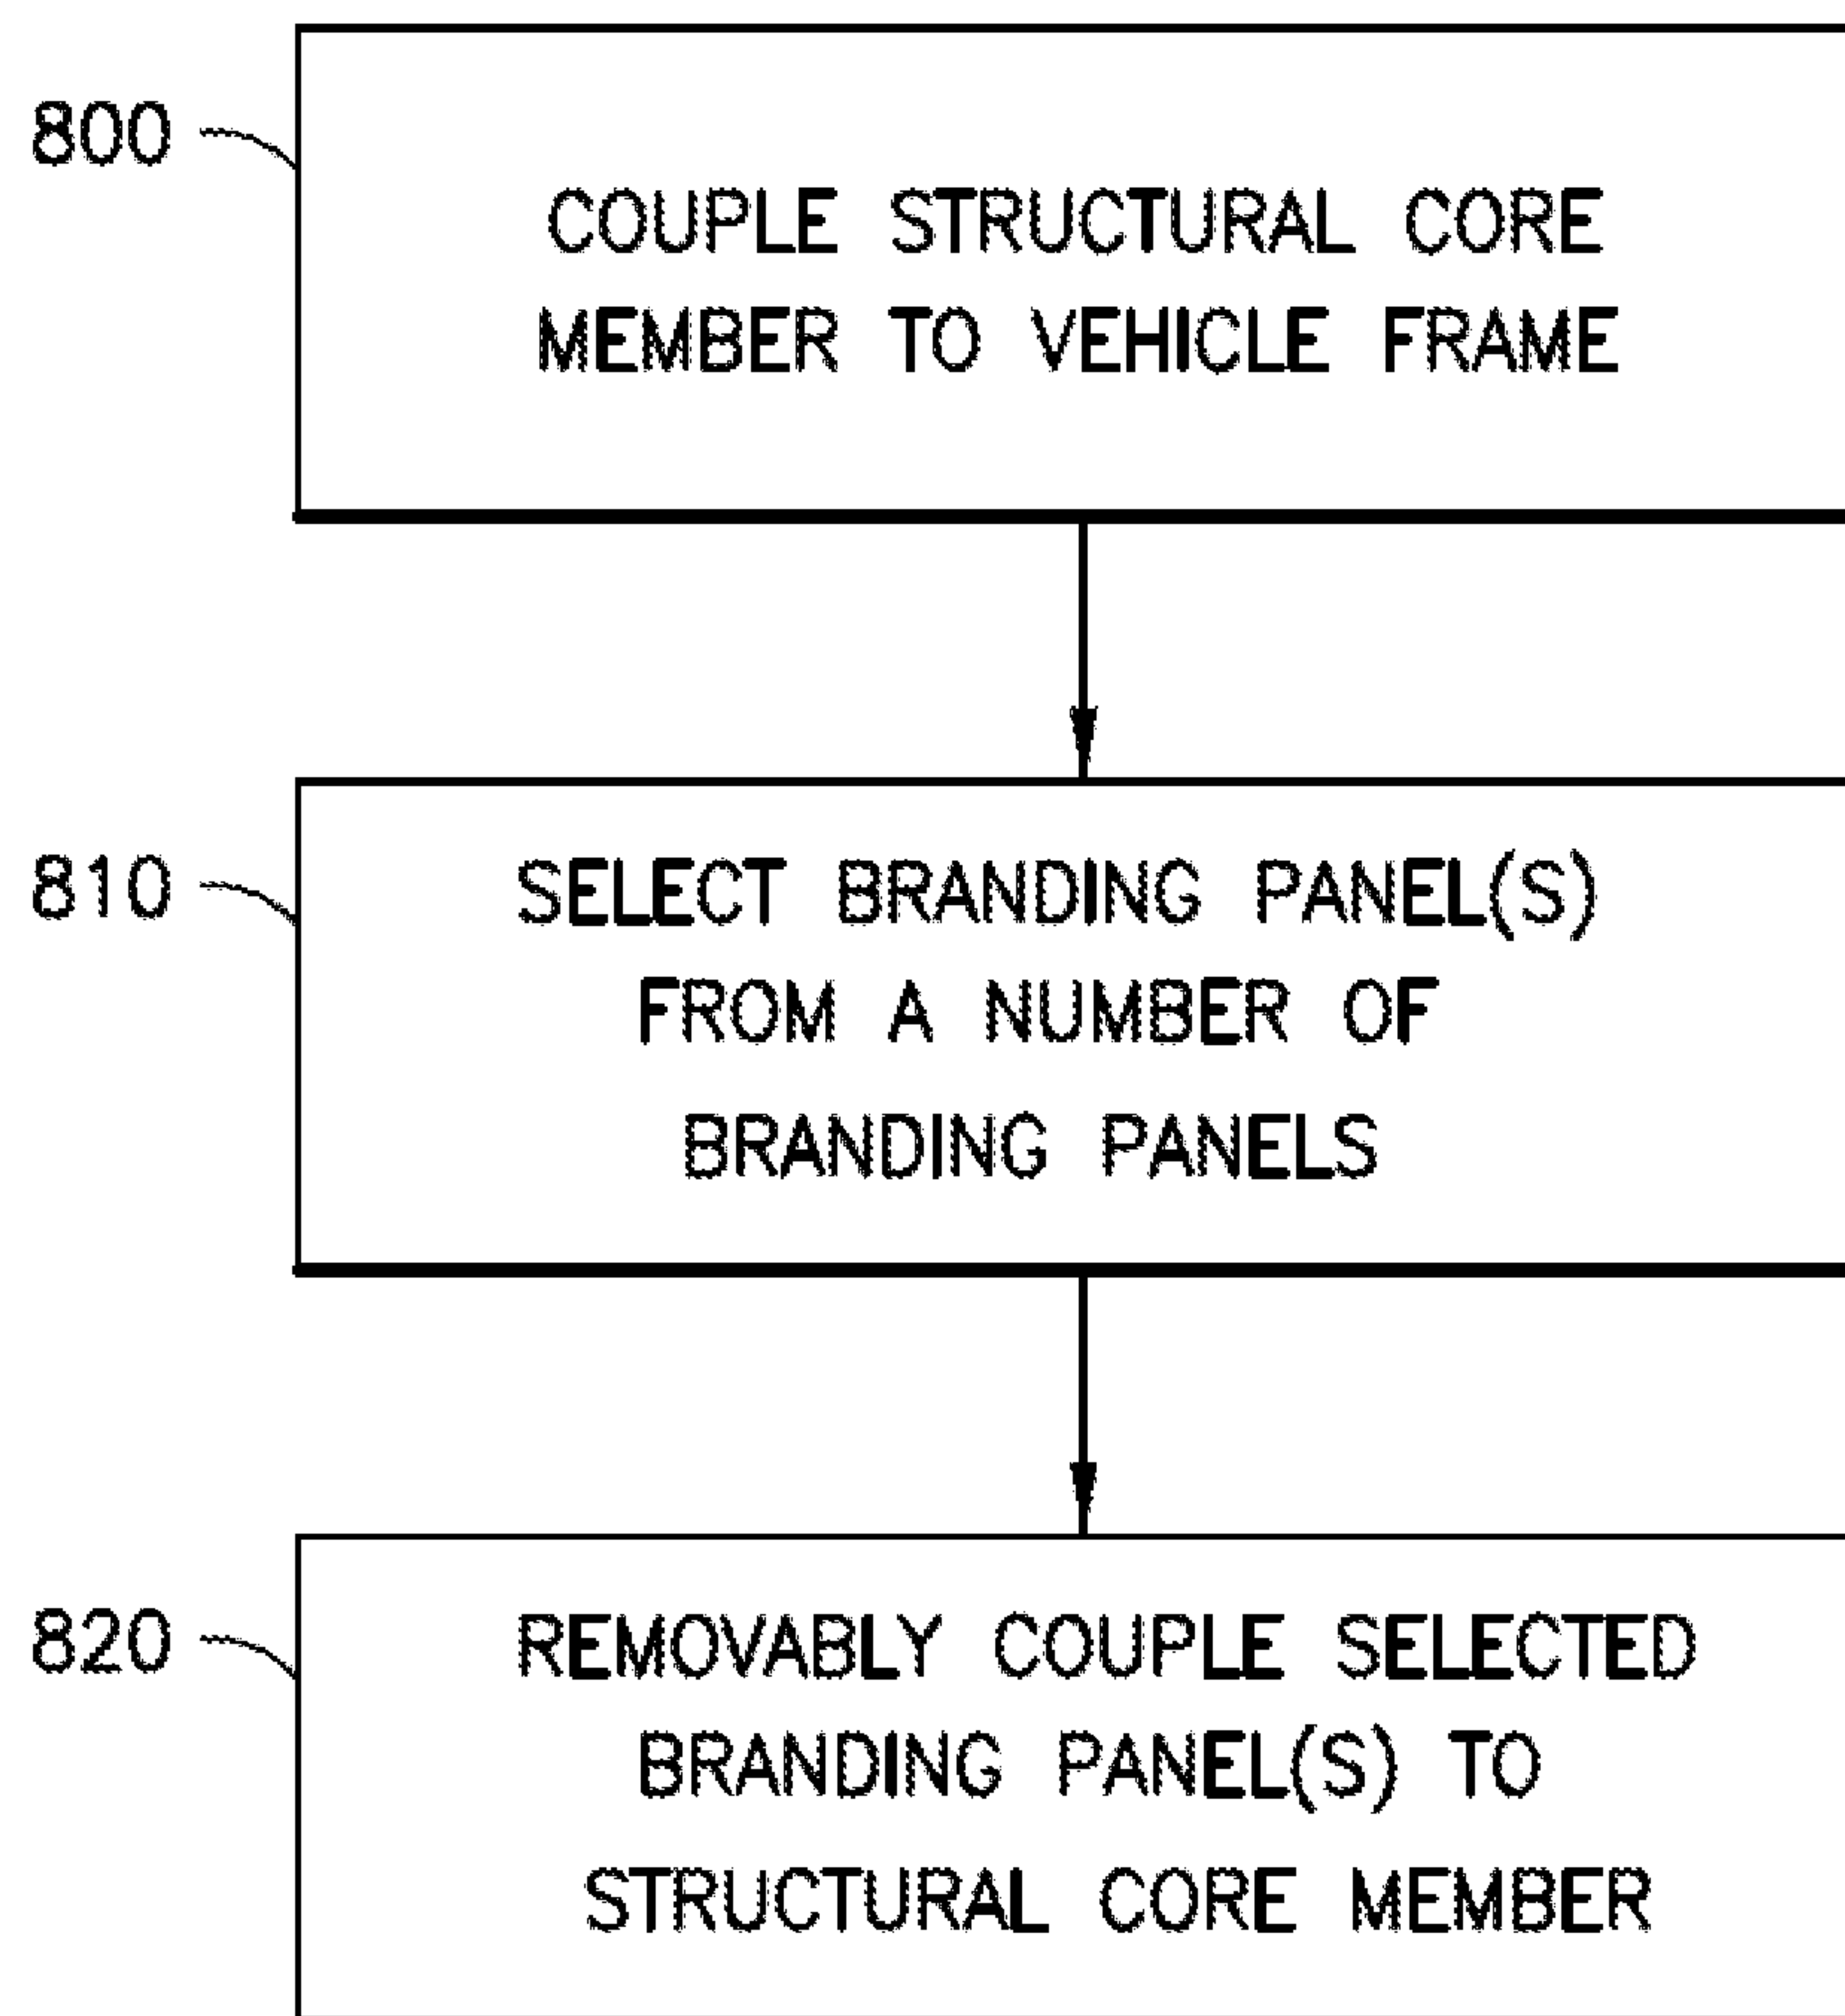 800
COUPLE STRUCTURAL CORE
MEMBER TO VEHICLE FRAME
810
SELECT BRANDING PANEL(S)
FROM A NUMBER OF
BRANDING PANELS
820
REMOVABLY COUPLE SELECTED
BRANDING PANEL(S) TO
STRUCTURAL CORE MEMBER